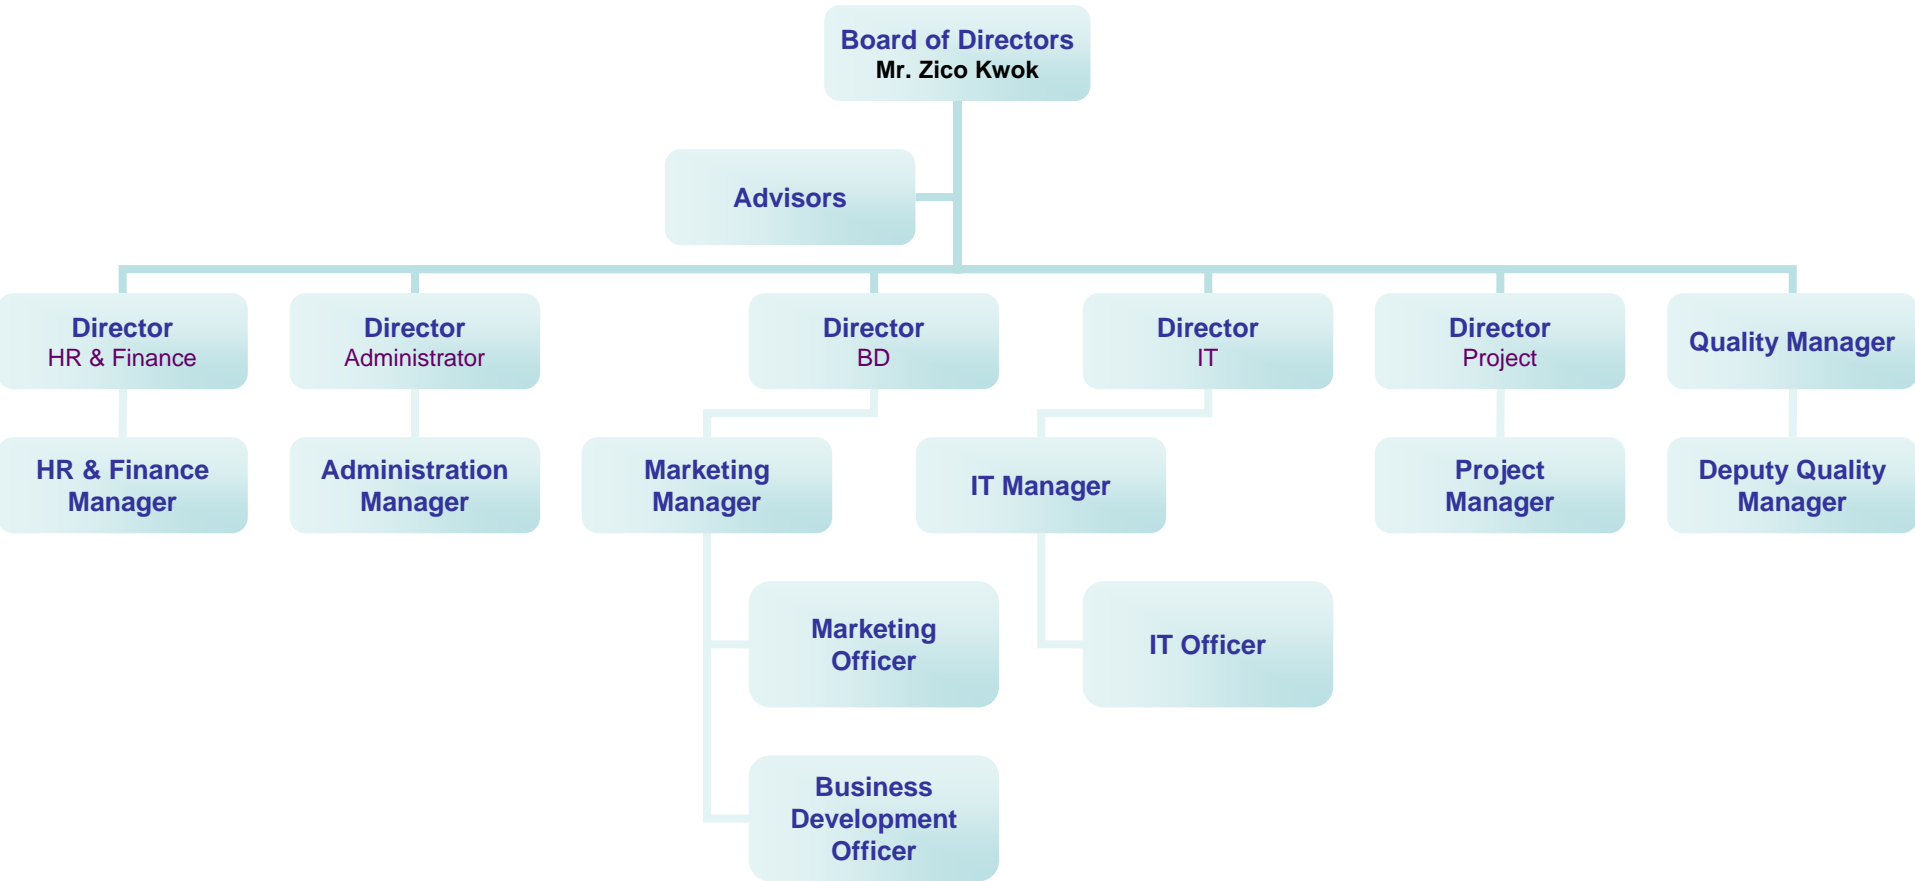 Board of Directors
Mr. Zico Kwok
Advisors
Director
HR & Finance
Director
Administrator
Director
BD
Director
IT
Director
Project
Quality Manager
HR & Finance
Manager
Administration
Manager
Marketing
Manager
IT Manager
Project
Manager
Deputy Quality
Manager
Marketing
Officer
IT Officer
Business
Development
Officer